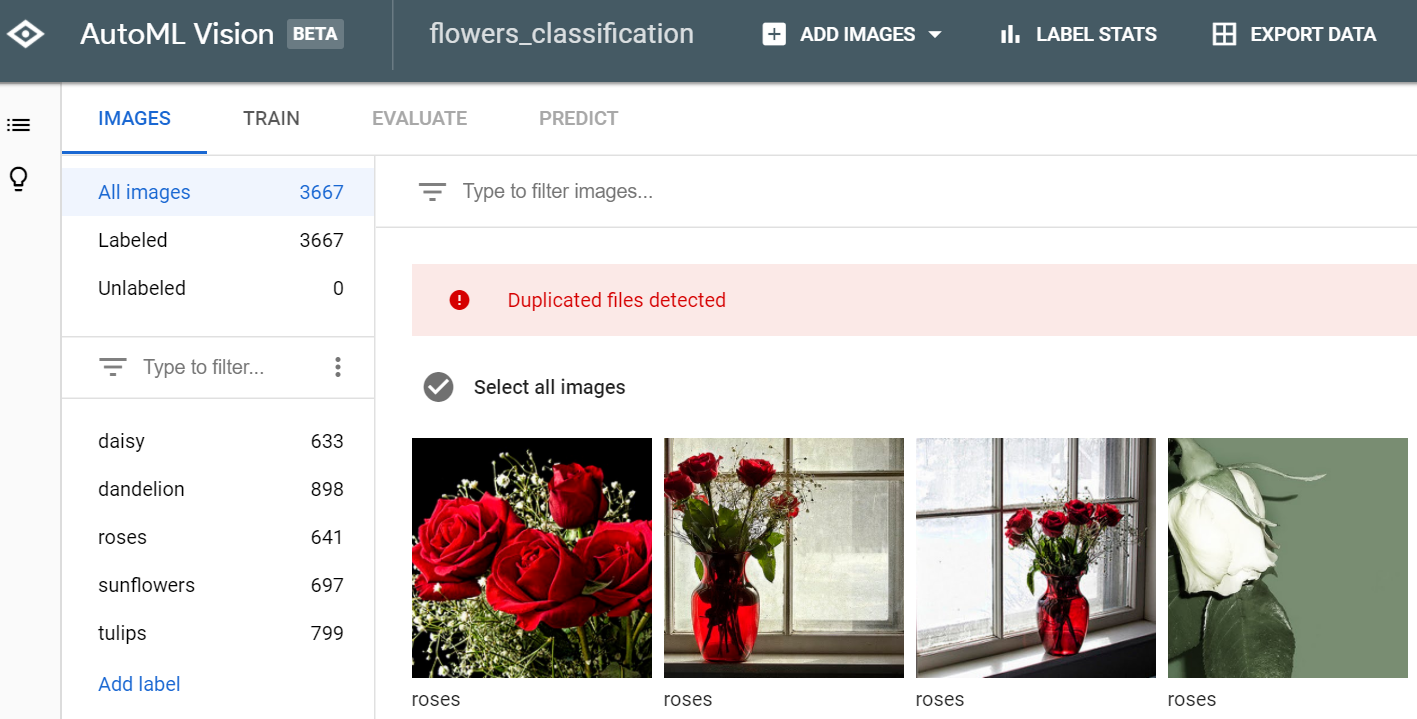 AutoML Vision BETA flowers_classification ADD IMAGES LABEL STATS EXPORT DATA
IMAGES TRAIN EVALUATE PREDICT
All images 3667
Labeled 3667
Unlabeled 0
Type to filter...
daisy 633
dandelion 898
roses 641
sunflowers 697
tulips 799
Add label
Type to filter images...
Duplicated files detected
Select all images
roses roses roses roses